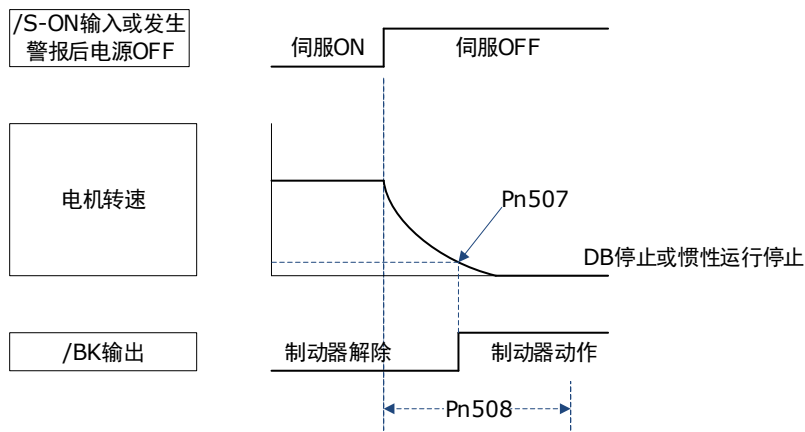 /S-ON输入或发生
警报后电源OFF
伺服ON
伺服OFF
电机转速
Pn507
DB停止或惯性运行停止
/BK输出
制动器解除
制动器动作
Pn508